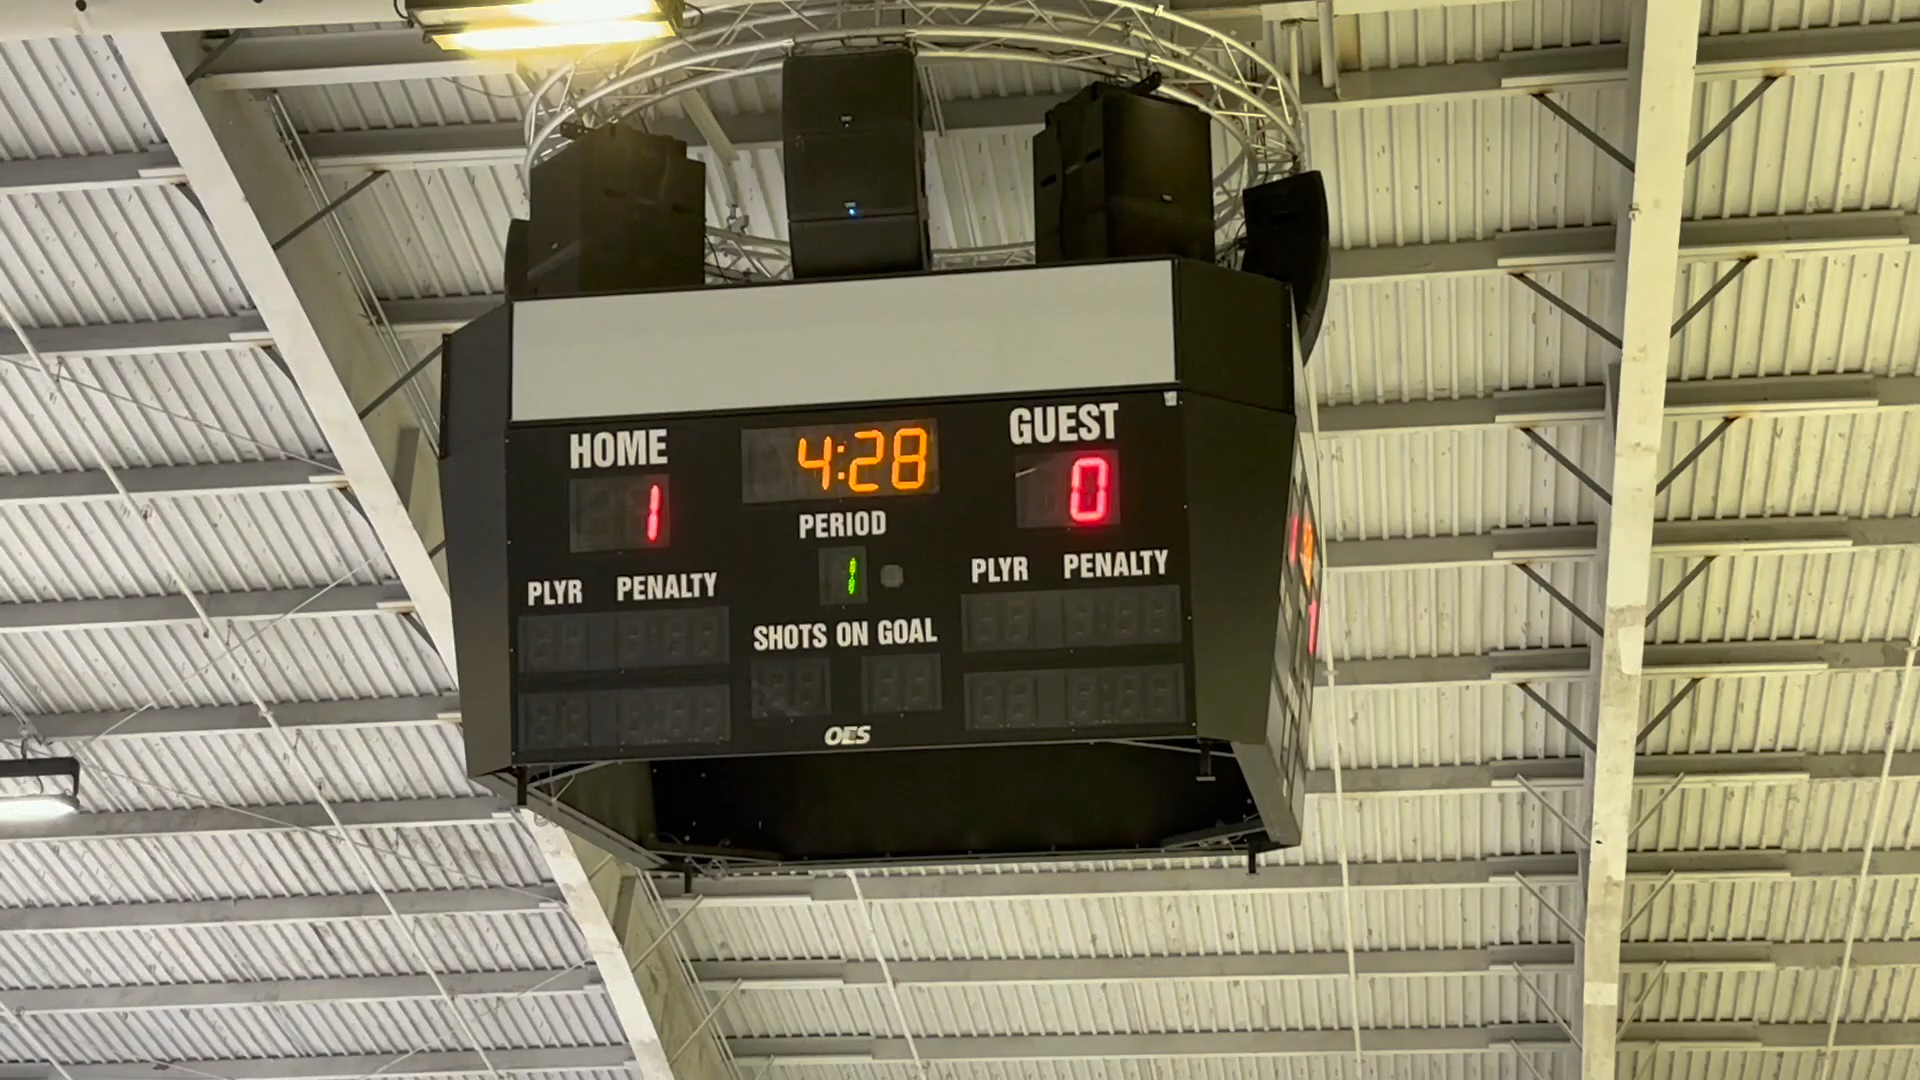 HOME 4:28 GUEST
1 0
PERIOD
1
PLYR PENALTY PLYR PENALTY
SHOTS ON GOAL
OES